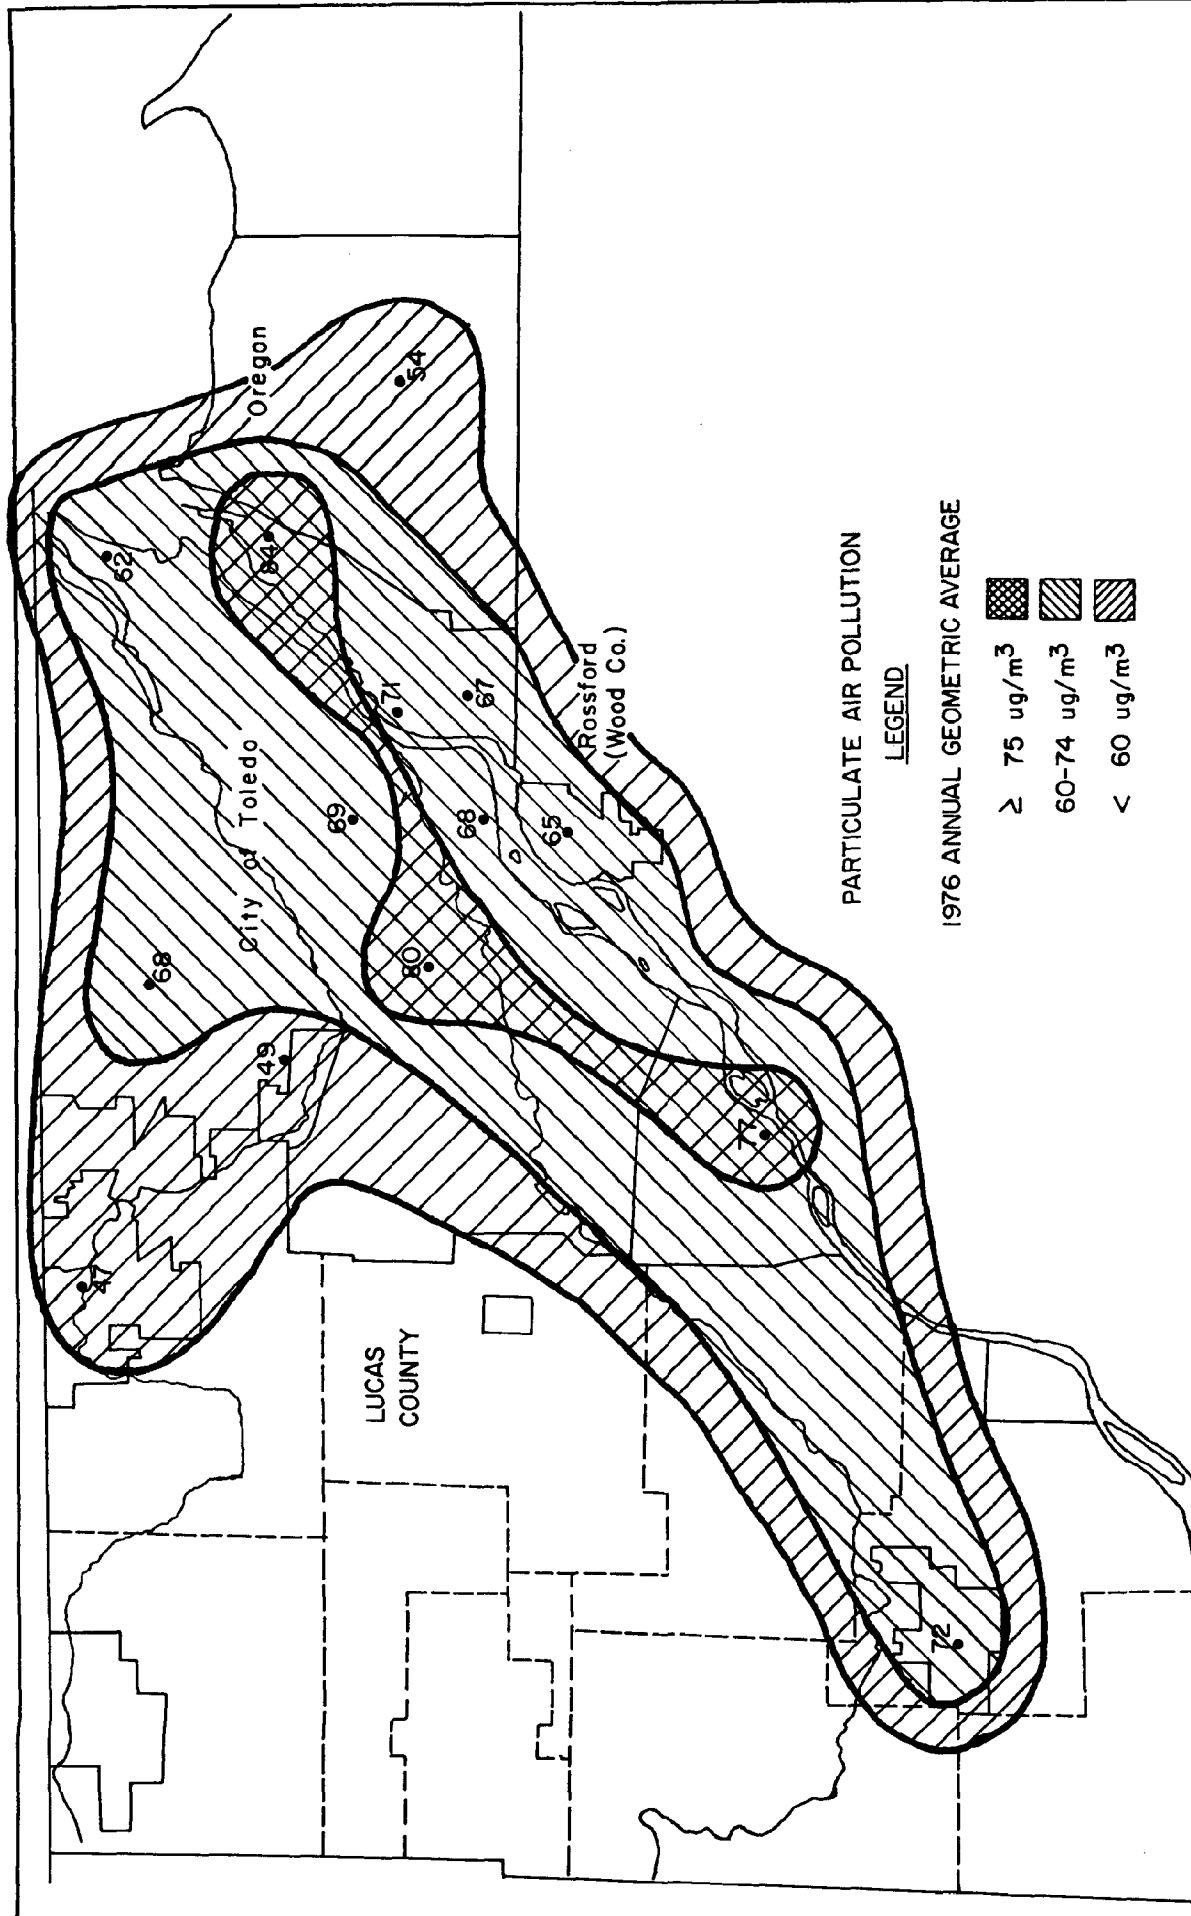 47
68
62
49
City of Toledo
Oregon
84
69
71
54
80
68
67
65
LUCAS
COUNTY
Rossford
(Wood Co.)
77
72
PARTICULATE AIR POLLUTION
LEGEND
1976 ANNUAL GEOMETRIC AVERAGE
≥ 75 ug/m³
60-74 ug/m³
< 60 ug/m³